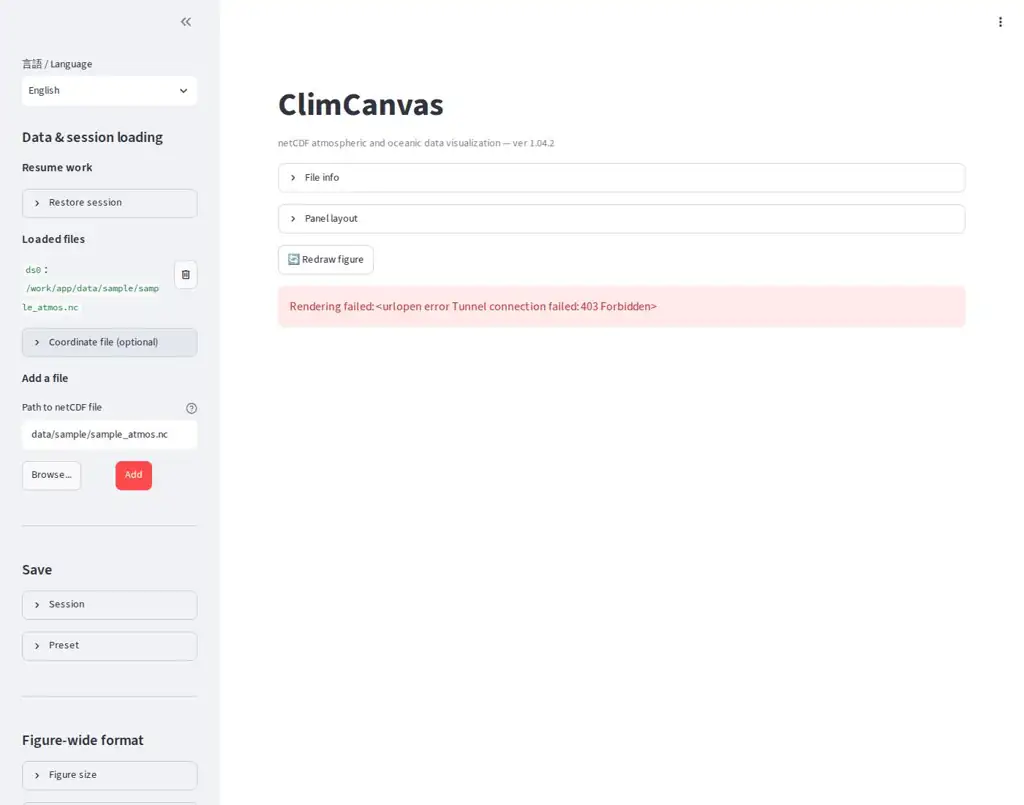 言語 / Language
English
Data & session loading
Resume work
Restore session
Loaded files
ds0 :
/work/app/data/sample/samp
le_atmos.nc
Coordinate file (optional)
Add a file
Path to netCDF file
data/sample/sample_atmos.nc
Browse...
Add
Save
Session
Preset
Figure-wide format
Figure size
ClimCanvas
netCDF atmospheric and oceanic data visualization — ver 1.04.2
File info
Panel layout
Redraw figure
Rendering failed: <urlopen error Tunnel connection failed: 403 Forbidden>